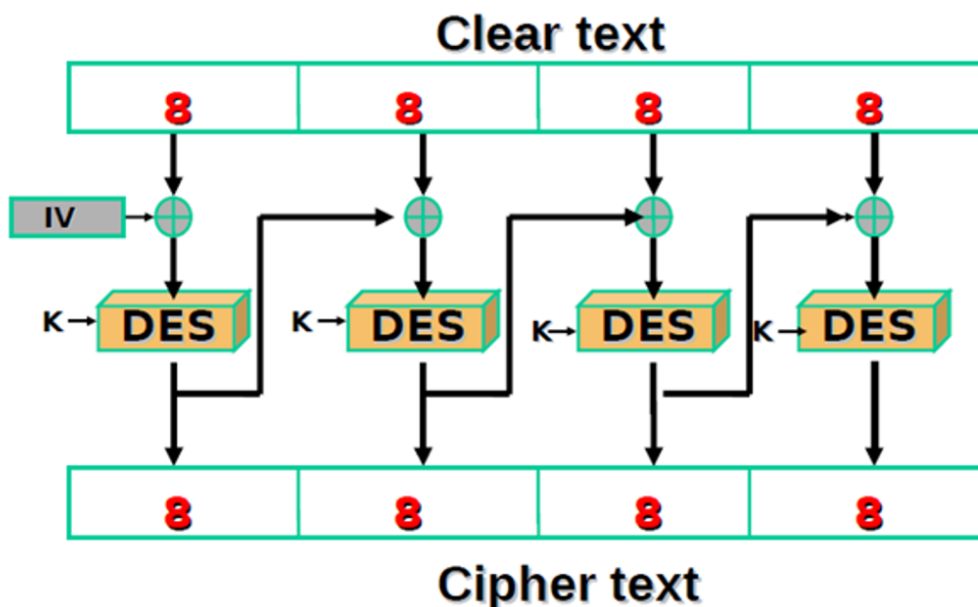 Clear text
8 8 8 8
IV
K DES K DES K DES K DES
8 8 8 8
Cipher text